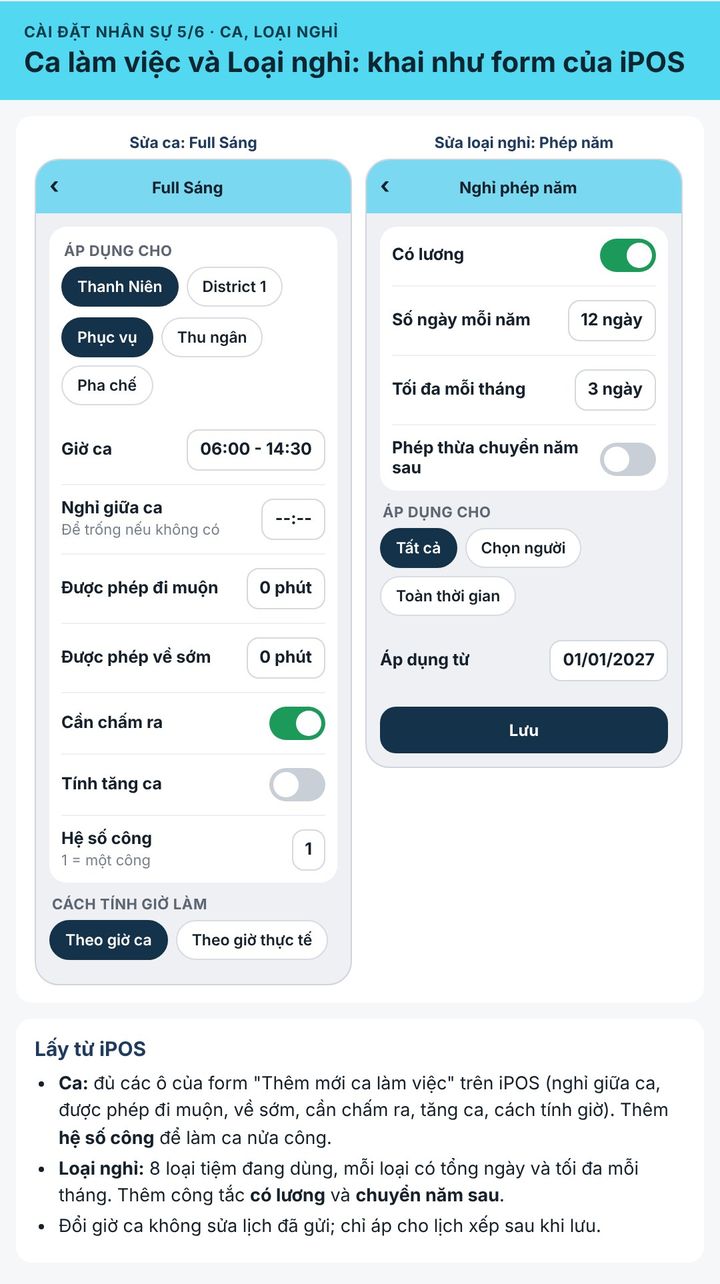 CÀI ĐẶT NHÂN SỰ 5/6 · CA, LOẠI NGHỈ
Ca làm việc và Loại nghỉ: khai như form của iPOS
Sửa ca: Full Sáng
‹ Full Sáng
ÁP DỤNG CHO
Thanh Niên District 1
Phục vụ Thu ngân
Pha chế
Giờ ca 06:00 - 14:30
Nghỉ giữa ca --:--
Để trống nếu không có
Được phép đi muộn 0 phút
Được phép về sớm 0 phút
Cần chấm ra
Tính tăng ca
Hệ số công 1
1 = một công
CÁCH TÍNH GIỜ LÀM
Theo giờ ca Theo giờ thực tế
Sửa loại nghỉ: Phép năm
‹ Nghỉ phép năm
Có lương
Số ngày mỗi năm 12 ngày
Tối đa mỗi tháng 3 ngày
Phép thừa chuyển năm
sau
ÁP DỤNG CHO
Tất cả Chọn người
Toàn thời gian
Áp dụng từ 01/01/2027
Lưu
Lấy từ iPOS
• Ca: đủ các ô của form "Thêm mới ca làm việc" trên iPOS (nghỉ giữa ca,
được phép đi muộn, về sớm, cần chấm ra, tăng ca, cách tính giờ). Thêm
hệ số công để làm ca nửa công.
• Loại nghỉ: 8 loại tiệm đang dùng, mỗi loại có tổng ngày và tối đa mỗi
tháng. Thêm công tắc có lương và chuyển năm sau.
• Đổi giờ ca không sửa lịch đã gửi; chỉ áp cho lịch xếp sau khi lưu.